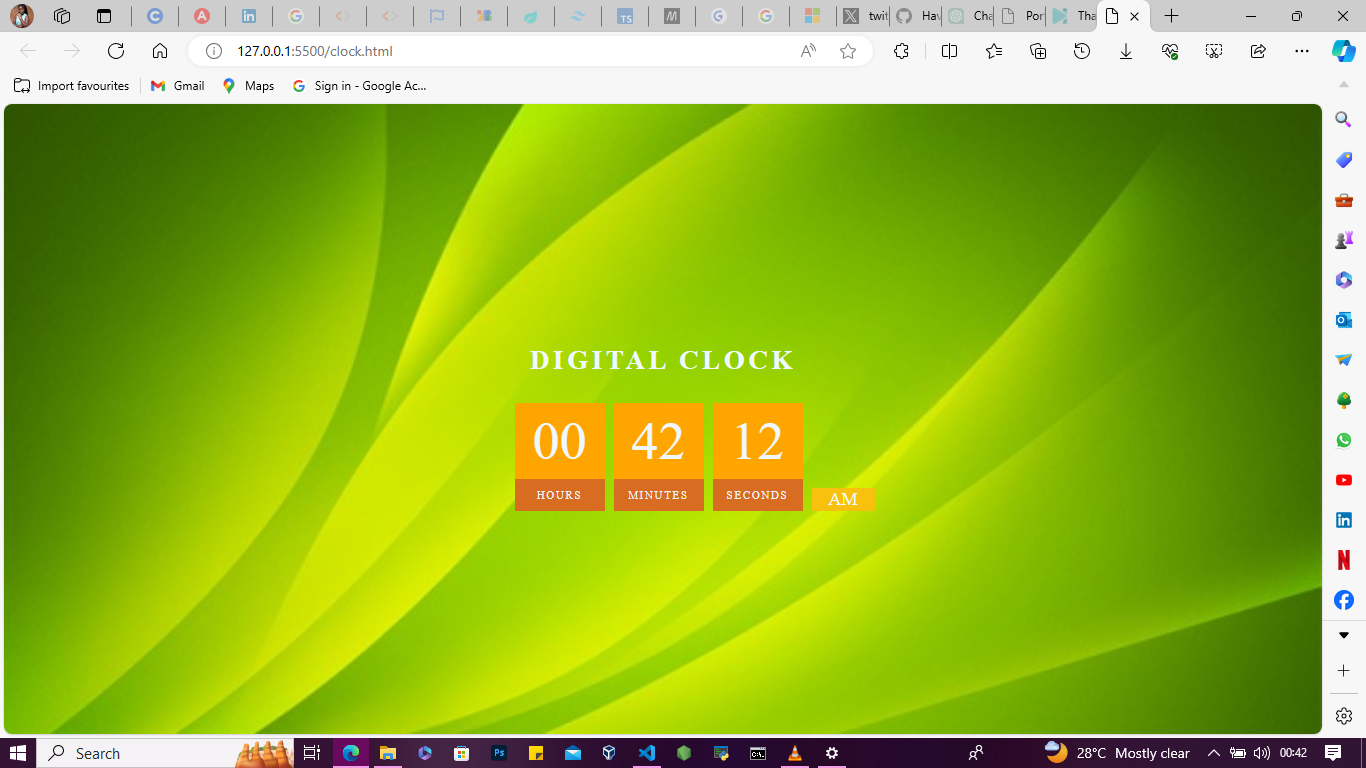 twit
Hav
Cha
Por
Tha
127.0.0.1:5500/clock.html
Import favourites
Gmail
Maps
Sign in - Google Ac...
DIGITAL CLOCK
00
42
12
HOURS
MINUTES
SECONDS
AM
Search
28°C Mostly clear
00:42